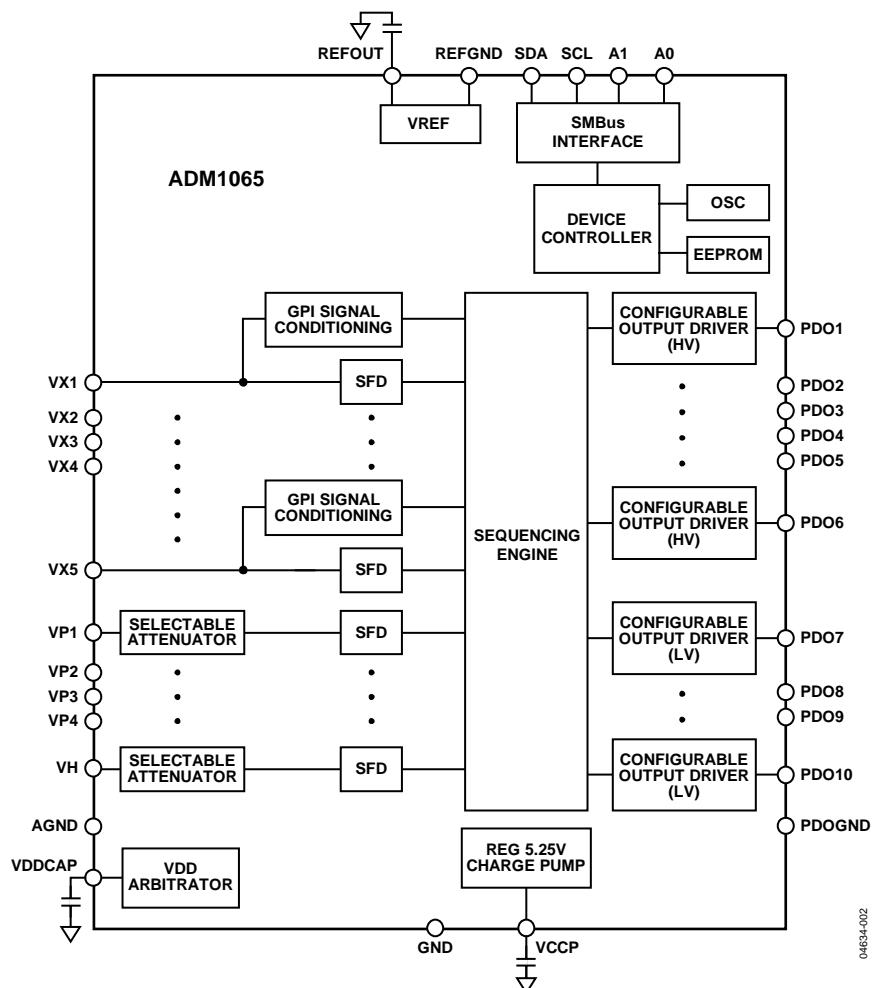 REFOUT
REFGND
SDA
SCL
A1
A0
VREF
SMBus
INTERFACE
ADM1065
DEVICE
CONTROLLER
OSC
EEPROM
GPI SIGNAL
CONDITIONING
CONFIGURABLE
OUTPUT DRIVER
(HV)
PDO1
VX1
SFD
PDO2
VX2
PDO3
VX3
PDO4
VX4
PDO5
GPI SIGNAL
CONDITIONING
SEQUENCING
ENGINE
CONFIGURABLE
OUTPUT DRIVER
(HV)
PDO6
VX5
SFD
VP1
SELECTABLE
ATTENUATOR
SFD
CONFIGURABLE
OUTPUT DRIVER
(LV)
PDO7
VP2
VP3
VP4
PDO8
PDO9
VH
SELECTABLE
ATTENUATOR
SFD
CONFIGURABLE
OUTPUT DRIVER
(LV)
PDO10
AGND
PDOGND
VDDCAP
VDD
ARBITRATOR
REG 5.25V
CHARGE PUMP
GND
VCCP
04634-002